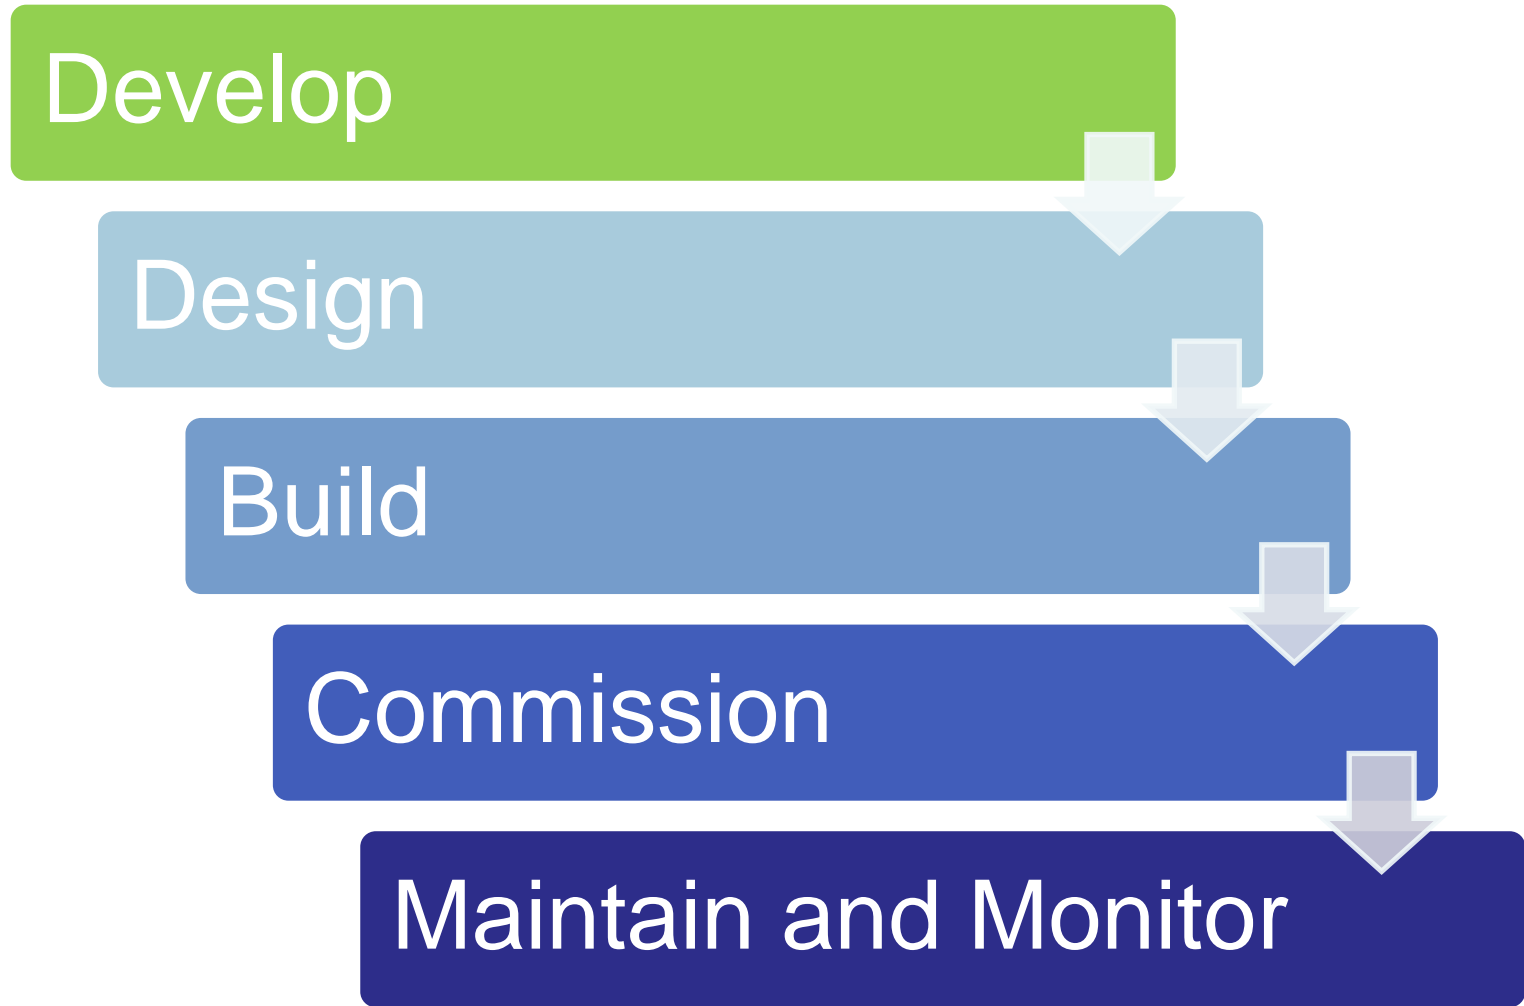 Develop
Design
Build
Commission
Maintain and Monitor